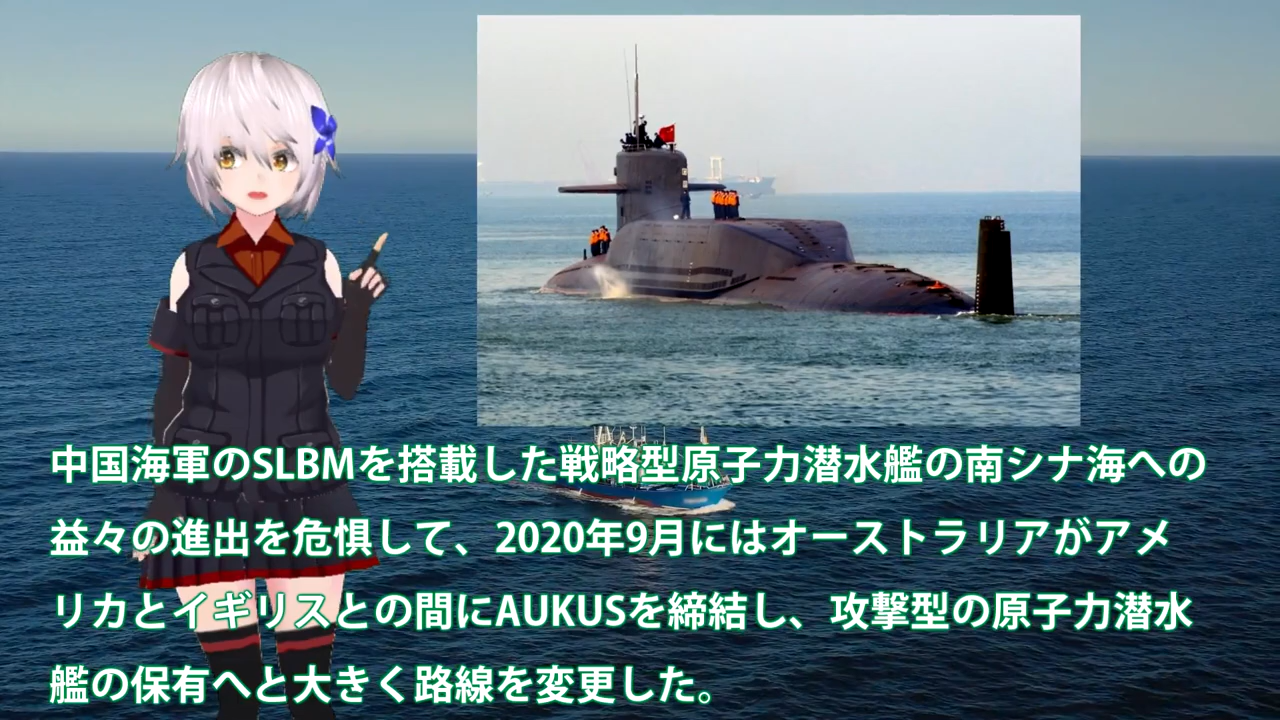 中国海軍のSLBMを搭載した戦略型原子力潜水艦の南シナ海への
益々の進出を危惧して、2020年9月にはオーストラリアがアメ
リカとイギリスとの間にAUKUSを締結し、攻撃型の原子力潜水
艦の保有へと大きく路線を変更した。